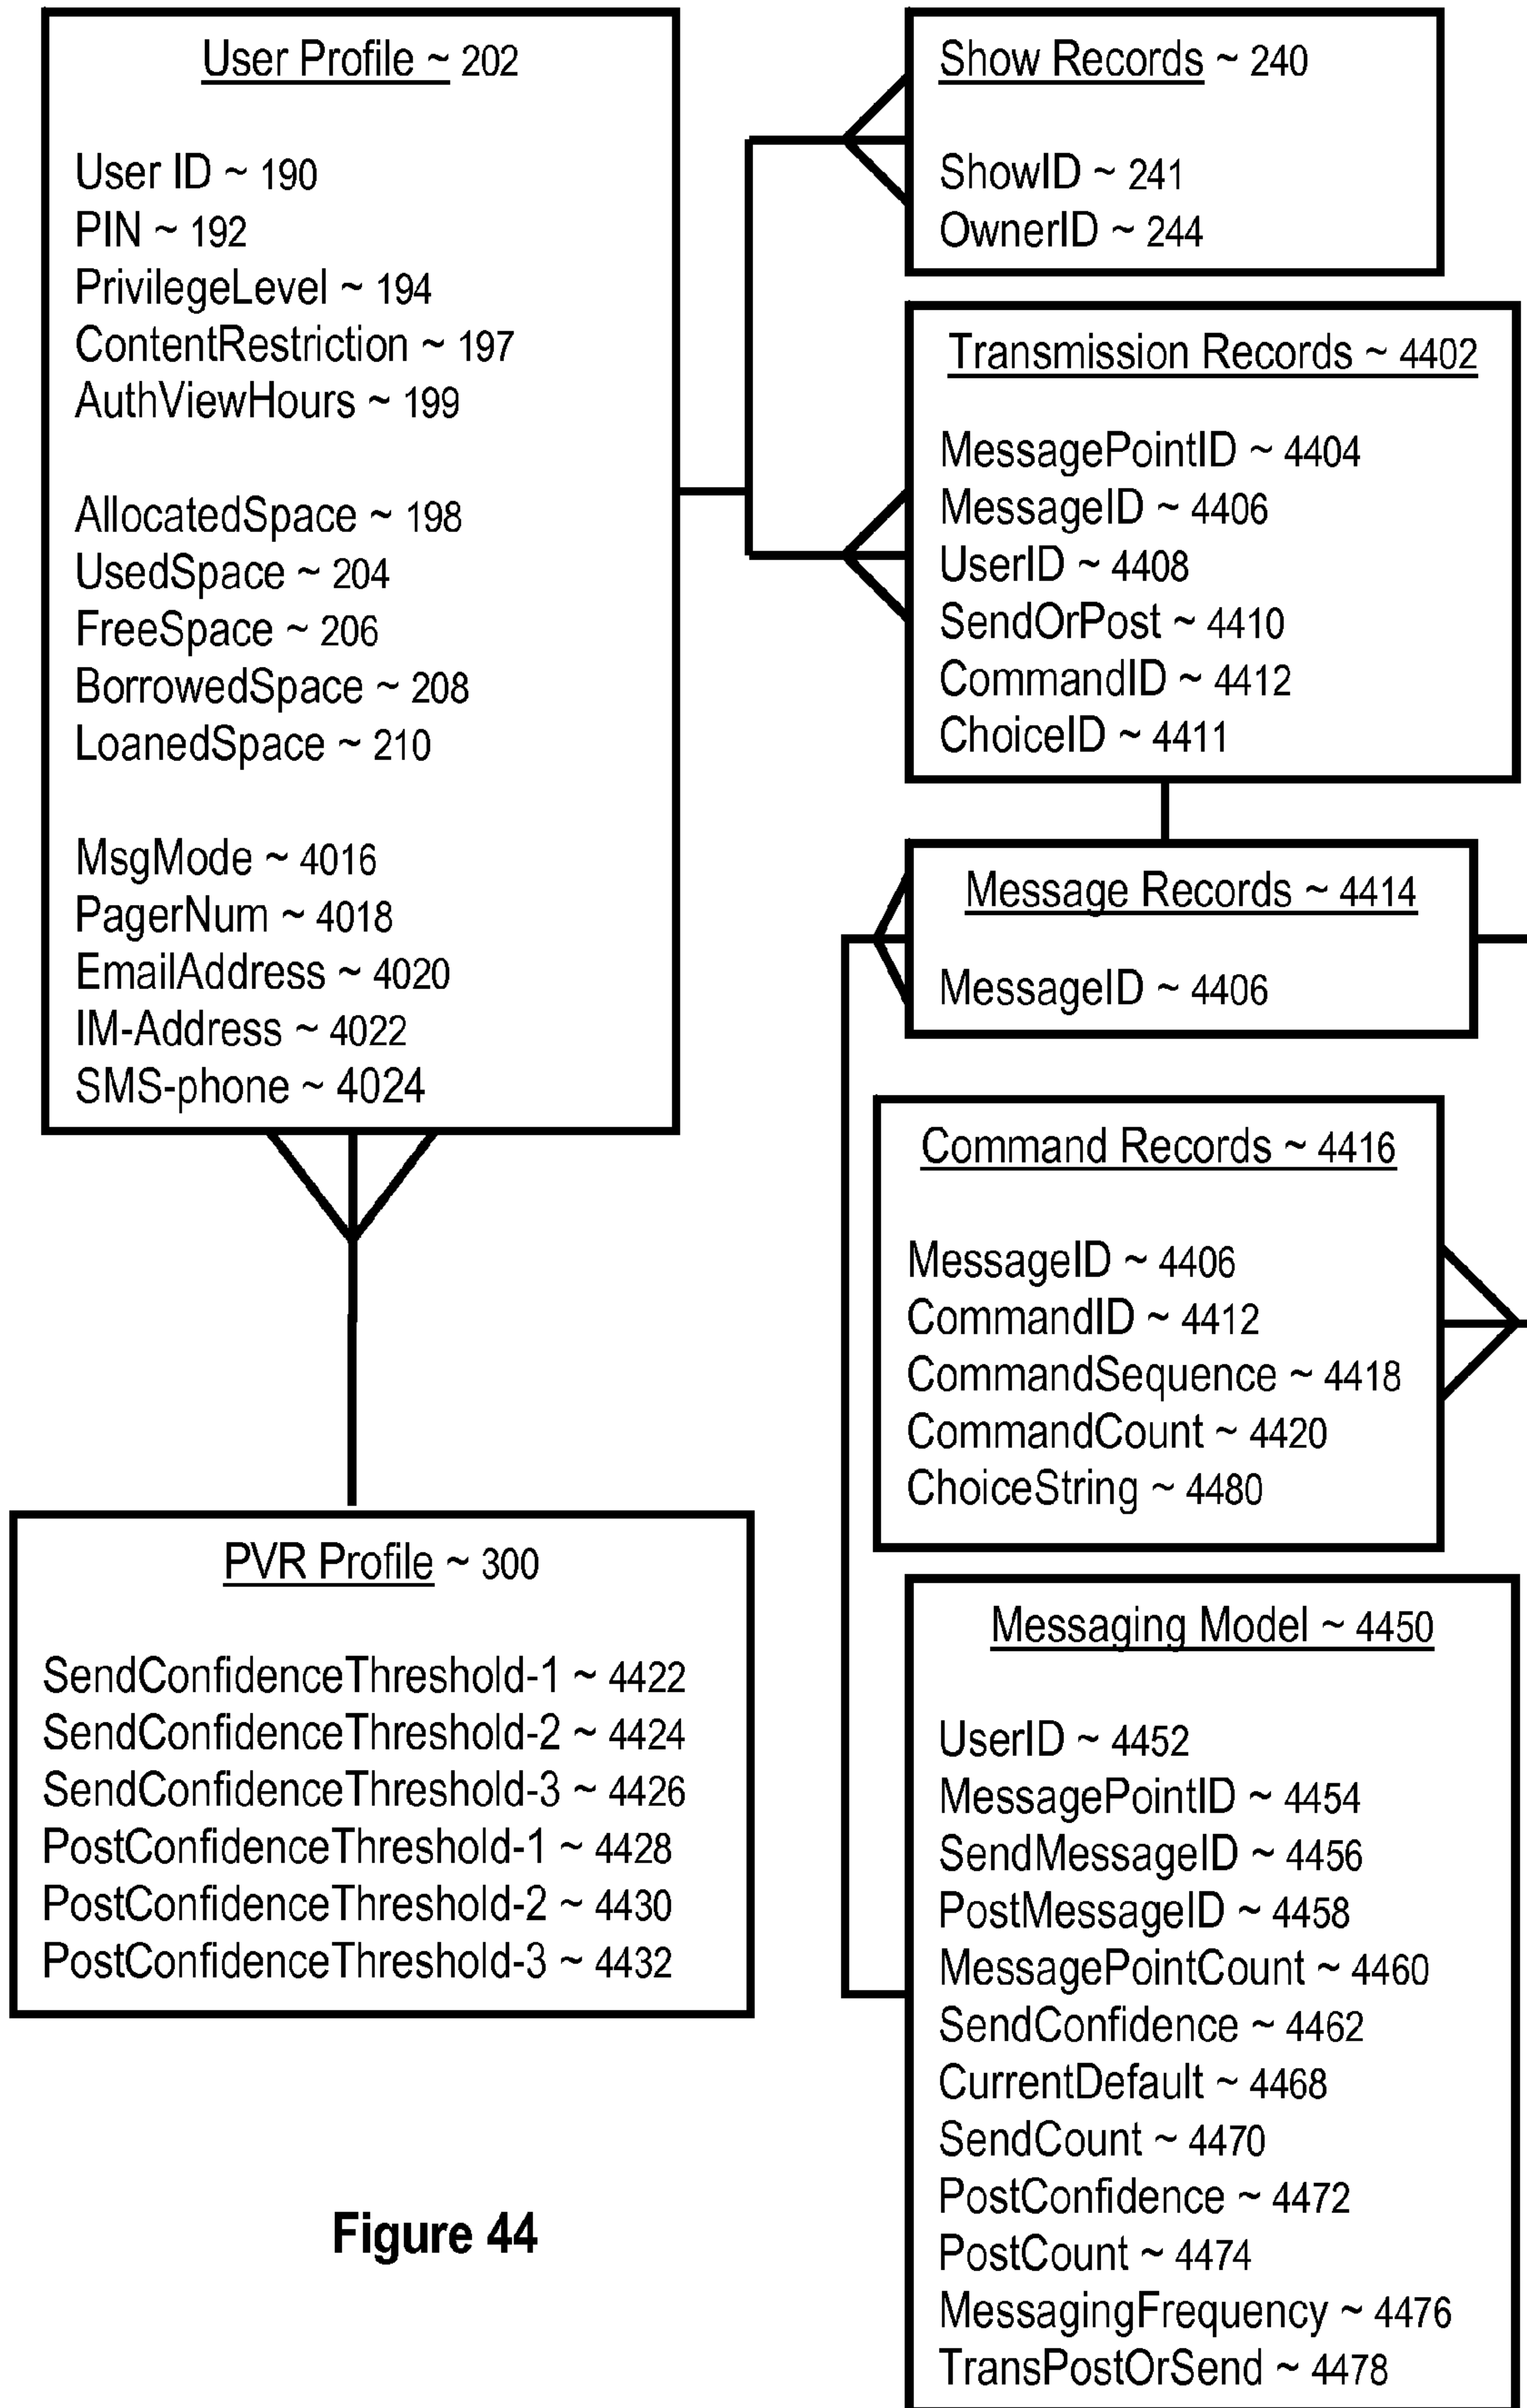 User Profile ~ 202
User ID ~ 190
PIN ~ 192
PrivilegeLevel ~ 194
ContentRestriction ~ 197
AuthViewHours ~ 199
AllocatedSpace ~ 198
UsedSpace ~ 204
FreeSpace ~ 206
BorrowedSpace ~ 208
LoanedSpace ~ 210
MsgMode ~ 4016
PagerNum ~ 4018
EmailAddress ~ 4020
IM-Address ~ 4022
SMS-phone ~ 4024
PVR Profile ~ 300
SendConfidenceThreshold-1 ~ 4422
SendConfidenceThreshold-2 ~ 4424
SendConfidenceThreshold-3 ~ 4426
PostConfidenceThreshold-1 ~ 4428
PostConfidenceThreshold-2 ~ 4430
PostConfidenceThreshold-3 ~ 4432
Show Records ~ 240
ShowID ~ 241
OwnerID ~ 244
Transmission Records ~ 4402
MessagePointID ~ 4404
MessageID ~ 4406
UserID ~ 4408
SendOrPost ~ 4410
CommandID ~ 4412
ChoiceID ~ 4411
Message Records ~ 4414
MessageID ~ 4406
Command Records ~ 4416
MessageID ~ 4406
CommandID ~ 4412
CommandSequence ~ 4418
CommandCount ~ 4420
ChoiceString ~ 4480
Messaging Model ~ 4450
UserID ~ 4452
MessagePointID ~ 4454
SendMessageID ~ 4456
PostMessageID ~ 4458
MessagePointCount ~ 4460
SendConfidence ~ 4462
CurrentDefault ~ 4468
SendCount ~ 4470
PostConfidence ~ 4472
PostCount ~ 4474
MessagingFrequency ~ 4476
TransPostOrSend ~ 4478
Figure 44